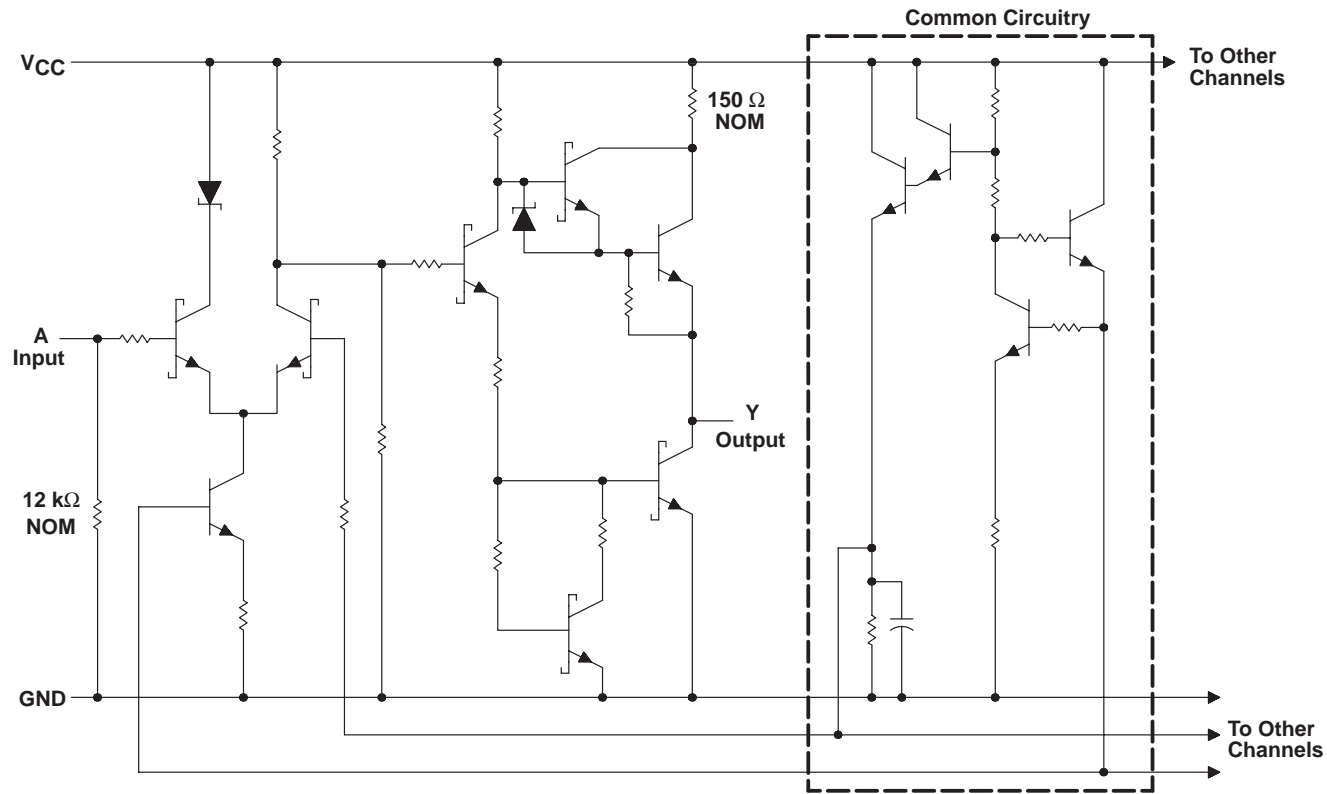 Common Circuitry
VCC
To Other
Channels
150 Ω
NOM
A
Input
Y
Output
12 kΩ
NOM
GND
To Other
Channels